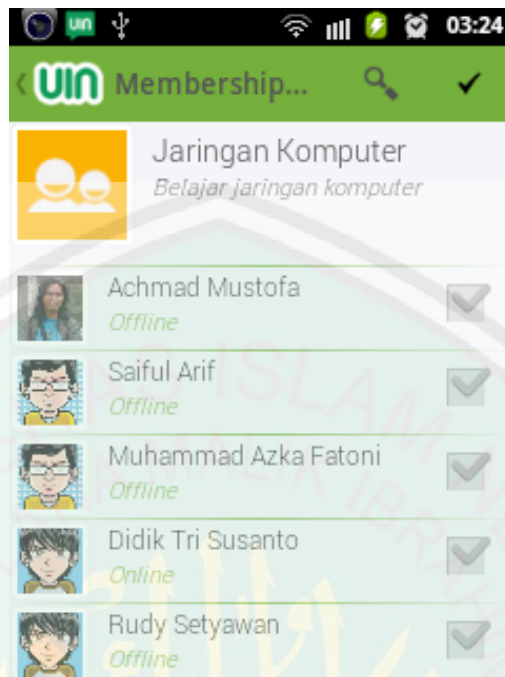 uin 03:24
UIN Membership...
Jaringan Komputer
Belajar jaringan komputer
Achmad Mustofa
Offline
Saiful Arif
Offline
Muhammad Azka Fatoni
Offline
Didik Tri Susanto
Online
Rudy Setyawan
Offline